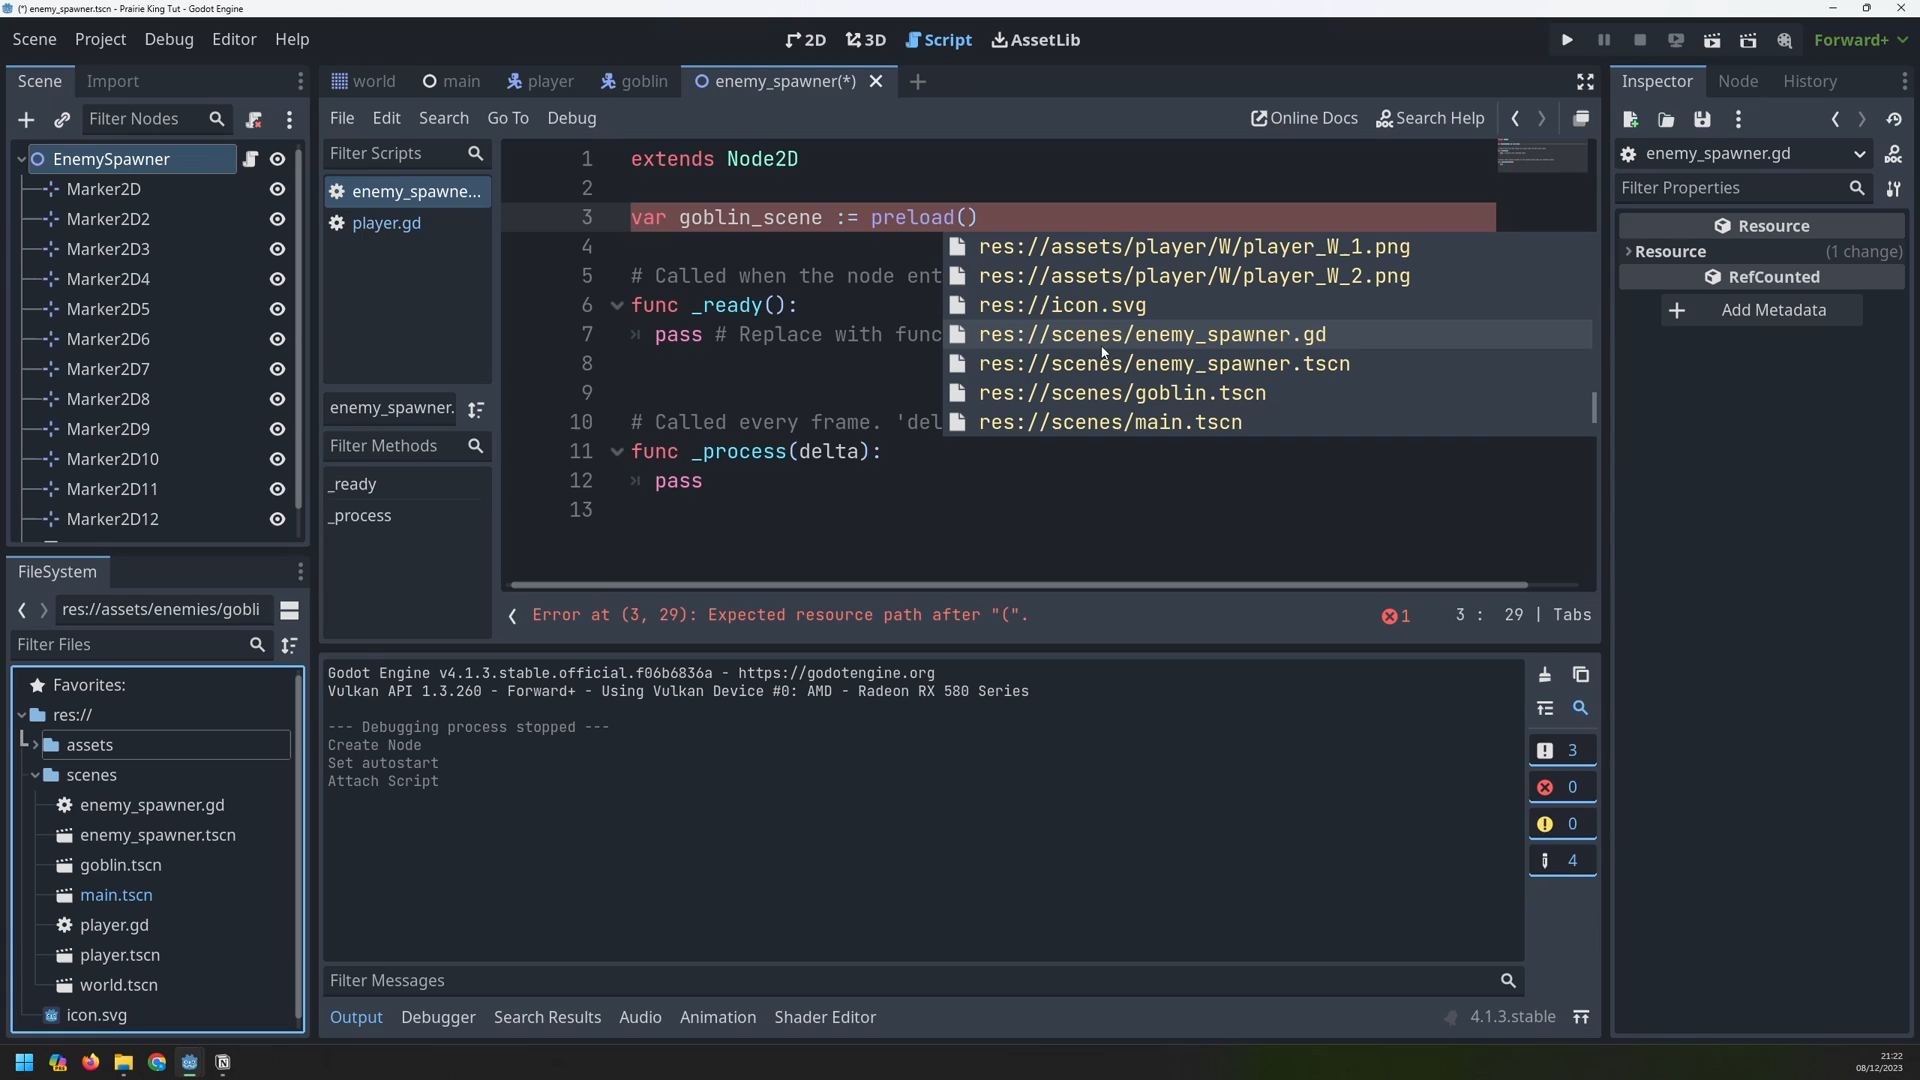 (*) enemy_spawner.tscn - Prairie King Tut - Godot Engine
Scene Project Debug Editor Help
2D 3D Script AssetLib
Forward+
Scene Import
Filter Nodes
EnemySpawner
Marker2D
Marker2D2
Marker2D3
Marker2D4
Marker2D5
Marker2D6
Marker2D7
Marker2D8
Marker2D9
Marker2D10
Marker2D11
Marker2D12
FileSystem
res://assets/enemies/gobli
Filter Files
Favorites:
res://
assets
scenes
enemy_spawner.gd
enemy_spawner.tscn
goblin.tscn
main.tscn
player.gd
player.tscn
world.tscn
icon.svg
world main player goblin enemy_spawner(*)
File Edit Search Go To Debug
Online Docs Search Help
Filter Scripts
enemy_spawne...
player.gd
enemy_spawner.
Filter Methods
_ready
_process
1 extends Node2D
2
3 var goblin_scene := preload()
4
5 # Called when the node ent
6 func _ready():
7 pass # Replace with func
8
9
10 # Called every frame. 'del
11 func _process(delta):
12 pass
13
res://assets/player/W/player_W_1.png
res://assets/player/W/player_W_2.png
res://icon.svg
res://scenes/enemy_spawner.gd
res://scenes/enemy_spawner.tscn
res://scenes/goblin.tscn
res://scenes/main.tscn
Error at (3, 29): Expected resource path after "(".
1 3 : 29 | Tabs
Godot Engine v4.1.3.stable.official.f06b6836a - https://godotengine.org
Vulkan API 1.3.260 - Forward+ - Using Vulkan Device #0: AMD - Radeon RX 580 Series
--- Debugging process stopped ---
Create Node
Set autostart
Attach Script
3
0
0
4
Filter Messages
Output Debugger Search Results Audio Animation Shader Editor
4.1.3.stable
Inspector Node History
enemy_spawner.gd
Filter Properties
Resource
Resource (1 change)
RefCounted
Add Metadata
21:22
08/12/2023